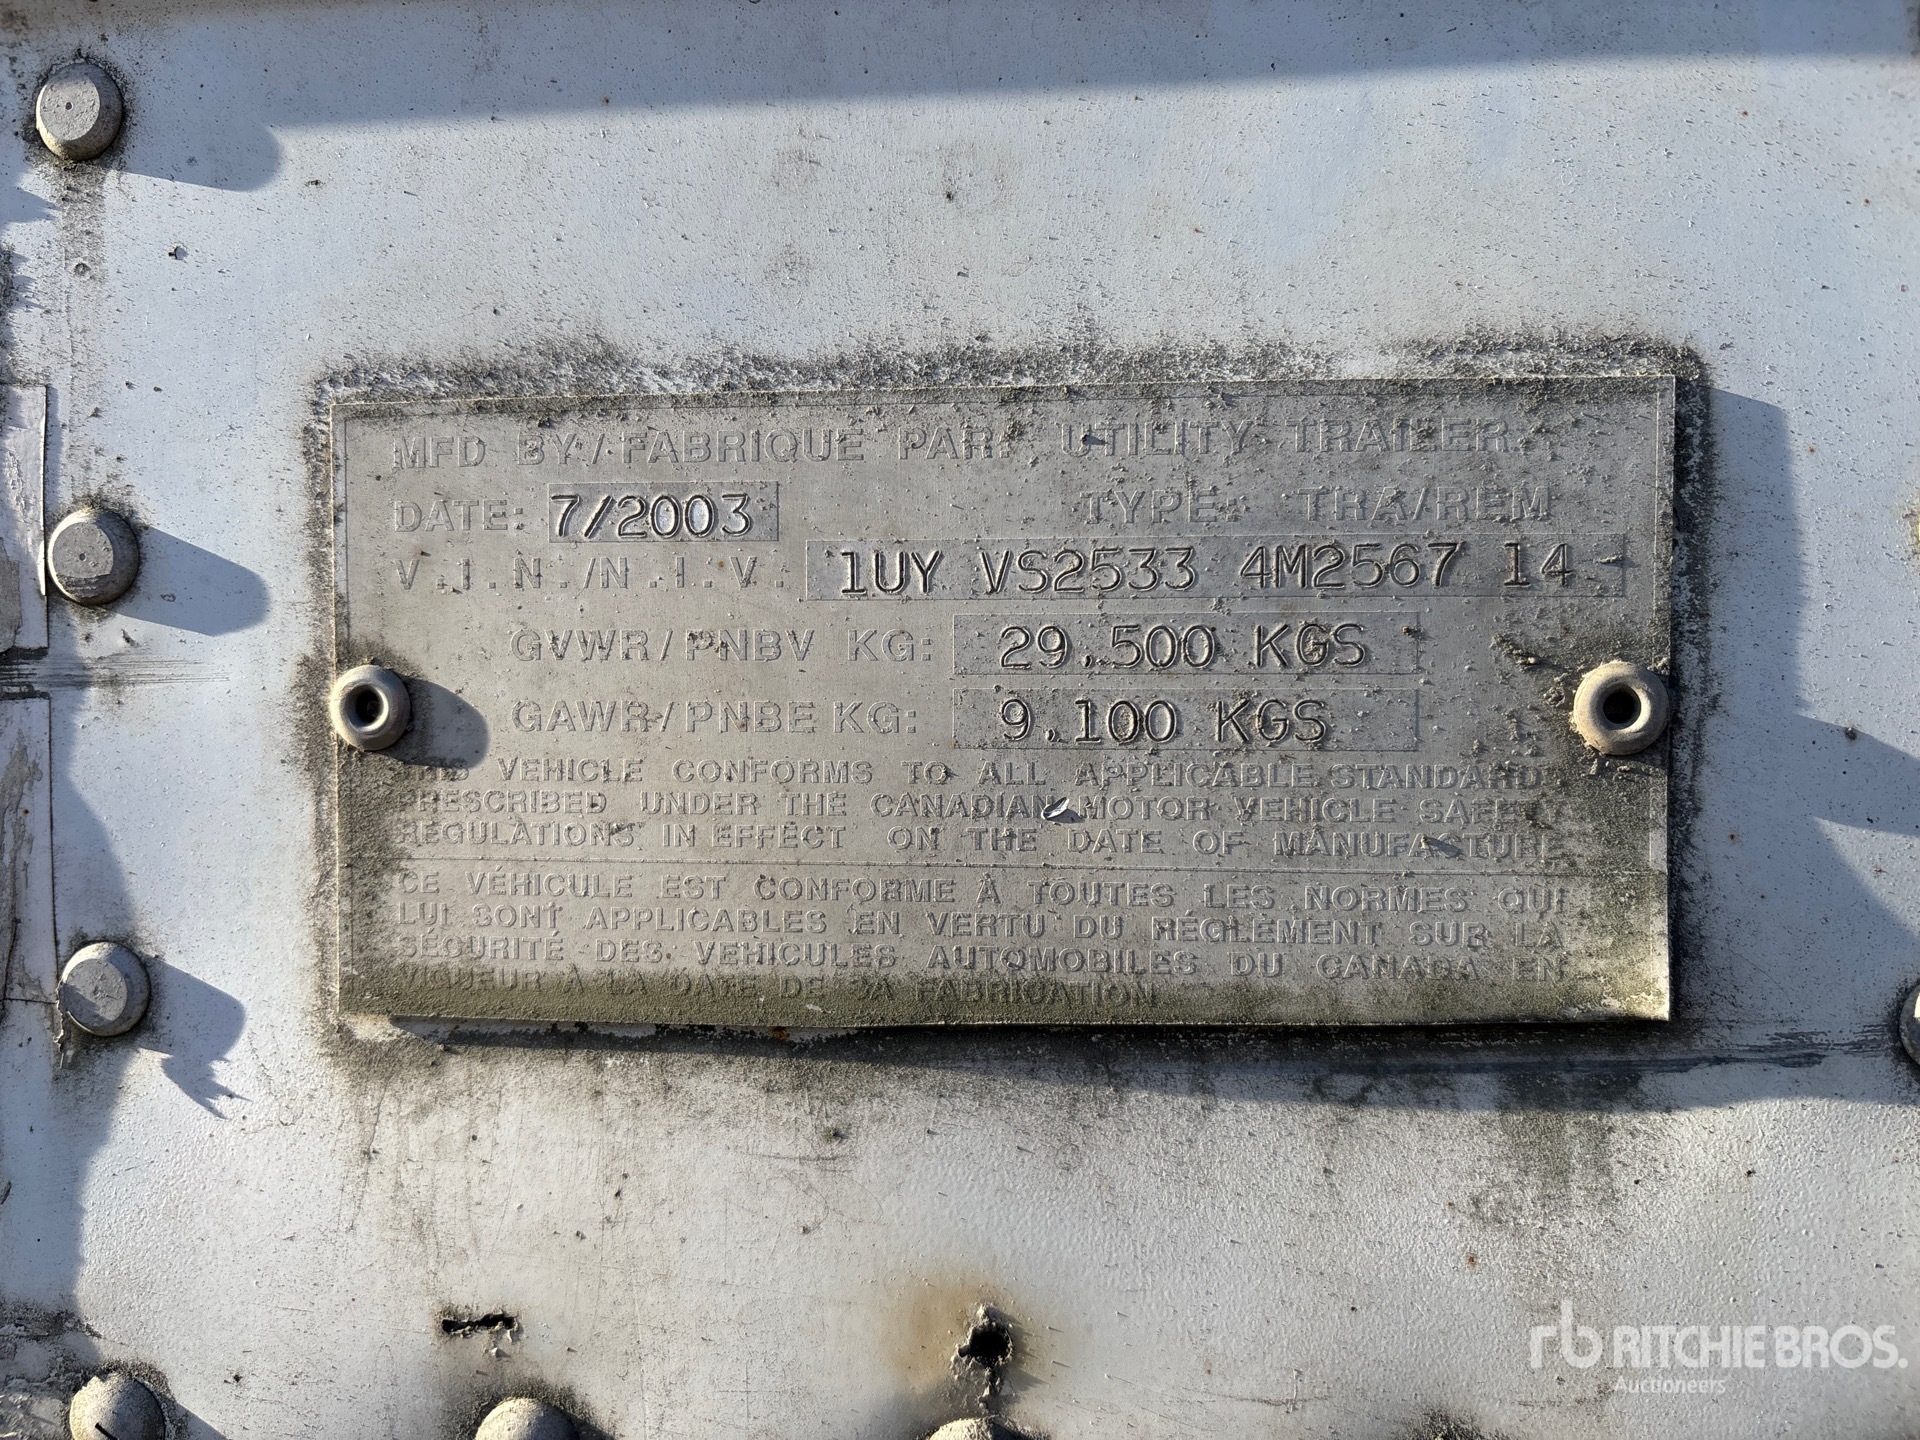 MFD BY / FABRIQUE PAR: UTILITY TRAILER
DATE: 7/2003 TYPE: TRA/REM
V.I.N./N.I.V. 1UY VS2533 4M2567 14
GVWR/PNBV KG: 29,500 KGS
GAWR/PNBE KG: 9,100 KGS
THIS VEHICLE CONFORMS TO ALL APPLICABLE STANDARDS
PRESCRIBED UNDER THE CANADIAN MOTOR VEHICLE SAFETY
REGULATIONS IN EFFECT ON THE DATE OF MANUFACTURE
CE VÉHICULE EST CONFORME À TOUTES LES NORMES QUI
LUI SONT APPLICABLES EN VERTU DU RÉGLEMENT SUR LA
SÉCURITÉ DES VEHICULES AUTOMOBILES DU CANADA EN
VIGUEUR À LA DATE DE SA FABRICATION
rb RITCHIE BROS.
Auctioneers